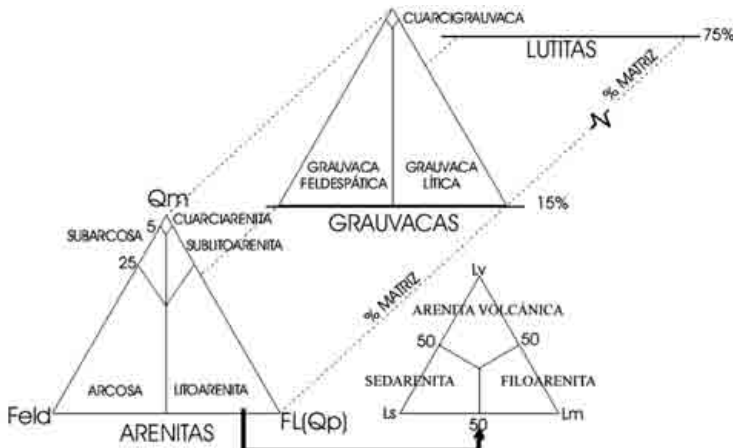 CUARCIGRAUVACA
75%
LUTITAS
% MATRIZ
GRAUVACA
FELDESPÁTICA
GRAUVACA
LÍTICA
15%
GRAUVACAS
Qm
5
CUARCIARENITA
SUBARCOSA
SUBLITOARENITA
25
% MATRIZ
ARCOSA
LITOARENITA
Feld
FL(Qp)
ARENITAS
Lv
ARENITA VOLCÁNICA
50
50
SEDARENITA
FILOARENITA
Ls
50
Lm